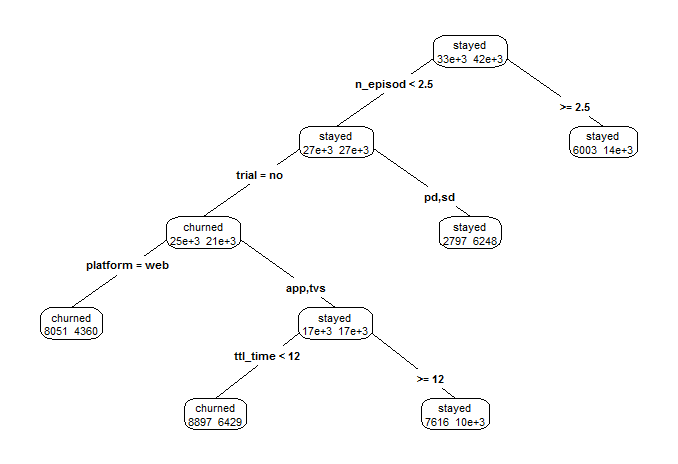 stayed
33e+3 42e+3
n_episod < 2.5
>= 2.5
stayed
27e+3 27e+3
stayed
6003 14e+3
trial = no
pd,sd
churned
25e+3 21e+3
stayed
2797 6248
platform = web
app,tvs
churned
8051 4360
stayed
17e+3 17e+3
ttl_time < 12
>= 12
churned
8897 6429
stayed
7616 10e+3